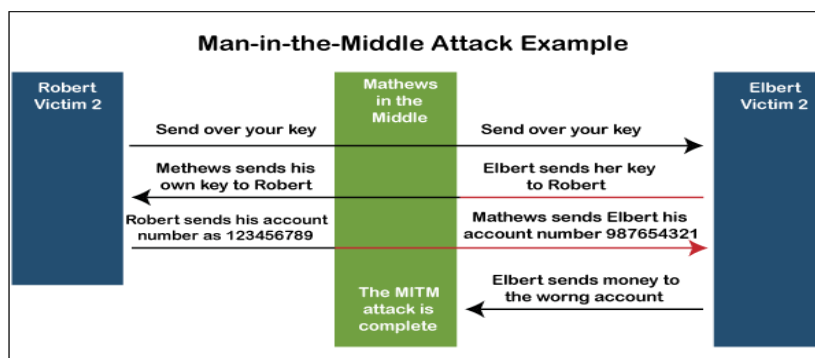 Man-in-the-Middle Attack Example
Robert
Victim 2
Mathews
in the
Middle
Elbert
Victim 2
Send over your key
Send over your key
Methews sends his
own key to Robert
Elbert sends her key
to Robert
Robert sends his account
number as 123456789
Mathews sends Elbert his
account number 987654321
The MITM
attack is
complete
Elbert sends money to
the worng account